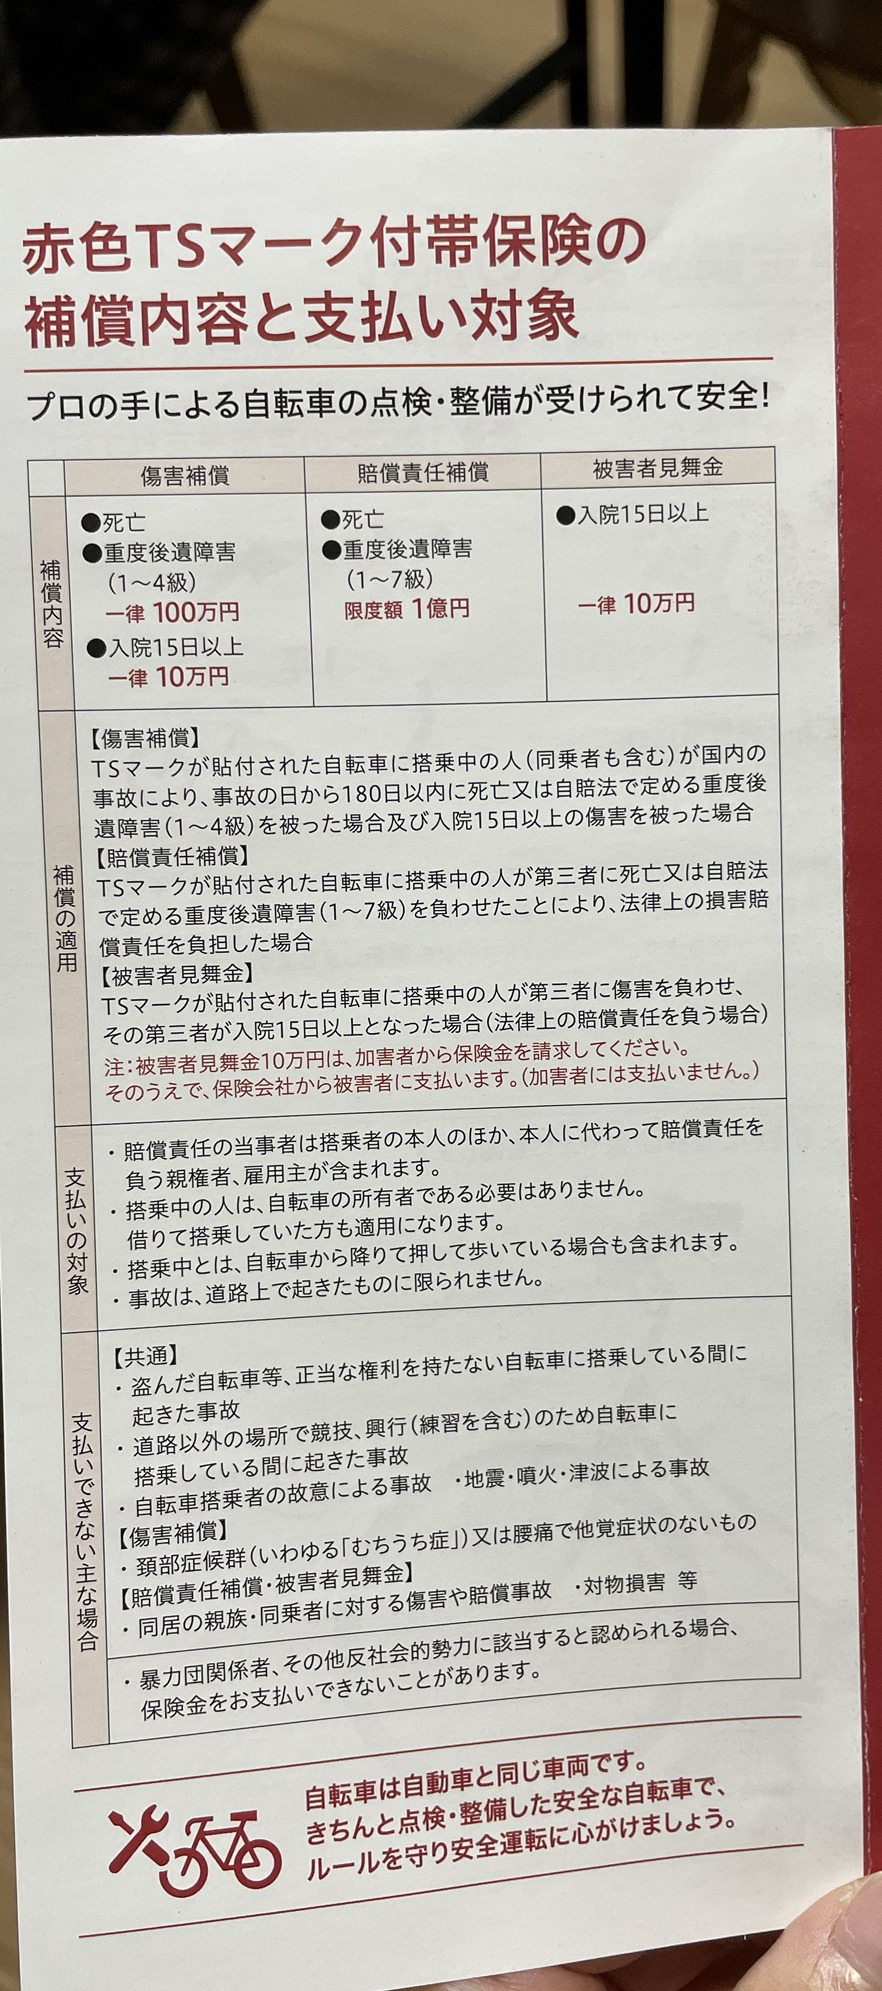 赤色TSマーク付帯保険の
補償内容と支払い対象
プロの手による自転車の点検・整備が受けられて安全!
傷害補償
賠償責任補償
被害者見舞金
補償内容
●死亡
●重度後遺障害
(1〜4級)
一律 100万円
●入院15日以上
一律 10万円
●死亡
●重度後遺障害
(1〜7級)
限度額 1億円
●入院15日以上
一律 10万円
補償の適用
【傷害補償】
TSマークが貼付された自転車に搭乗中の人(同乗者も含む)が国内の
事故により、事故の日から180日以内に死亡又は自賠法で定める重度後
遺障害(1〜4級)を被った場合及び入院15日以上の傷害を被った場合
【賠償責任補償】
TSマークが貼付された自転車に搭乗中の人が第三者に死亡又は自賠法
で定める重度後遺障害(1〜7級)を負わせたことにより、法律上の損害賠
償責任を負担した場合
【被害者見舞金】
TSマークが貼付された自転車に搭乗中の人が第三者に傷害を負わせ、
その第三者が入院15日以上となった場合(法律上の賠償責任を負う場合)
注:被害者見舞金10万円は、加害者から保険金を請求してください。
そのうえで、保険会社から被害者に支払います。(加害者には支払いません。)
支払いの対象
・賠償責任の当事者は搭乗者の本人のほか、本人に代わって賠償責任を
負う親権者、雇用主が含まれます。
・搭乗中の人は、自転車の所有者である必要はありません。
借りて搭乗していた方も適用になります。
・搭乗中とは、自転車から降りて押して歩いている場合も含まれます。
・事故は、道路上で起きたものに限られません。
支払いできない主な場合
【共通】
・盗んだ自転車等、正当な権利を持たない自転車に搭乗している間に
起きた事故
・道路以外の場所で競技、興行(練習を含む)のため自転車に
搭乗している間に起きた事故
・自転車搭乗者の故意による事故 ・地震・噴火・津波による事故
【傷害補償】
・頚部症候群(いわゆる「むちうち症」)又は腰痛で他覚症状のないもの
【賠償責任補償・被害者見舞金】
・同居の親族・同乗者に対する傷害や賠償事故 ・対物損害 等
・暴力団関係者、その他反社会的勢力に該当すると認められる場合、
保険金をお支払いできないことがあります。
自転車は自動車と同じ車両です。
きちんと点検・整備した安全な自転車で、
ルールを守り安全運転に心がけましょう。